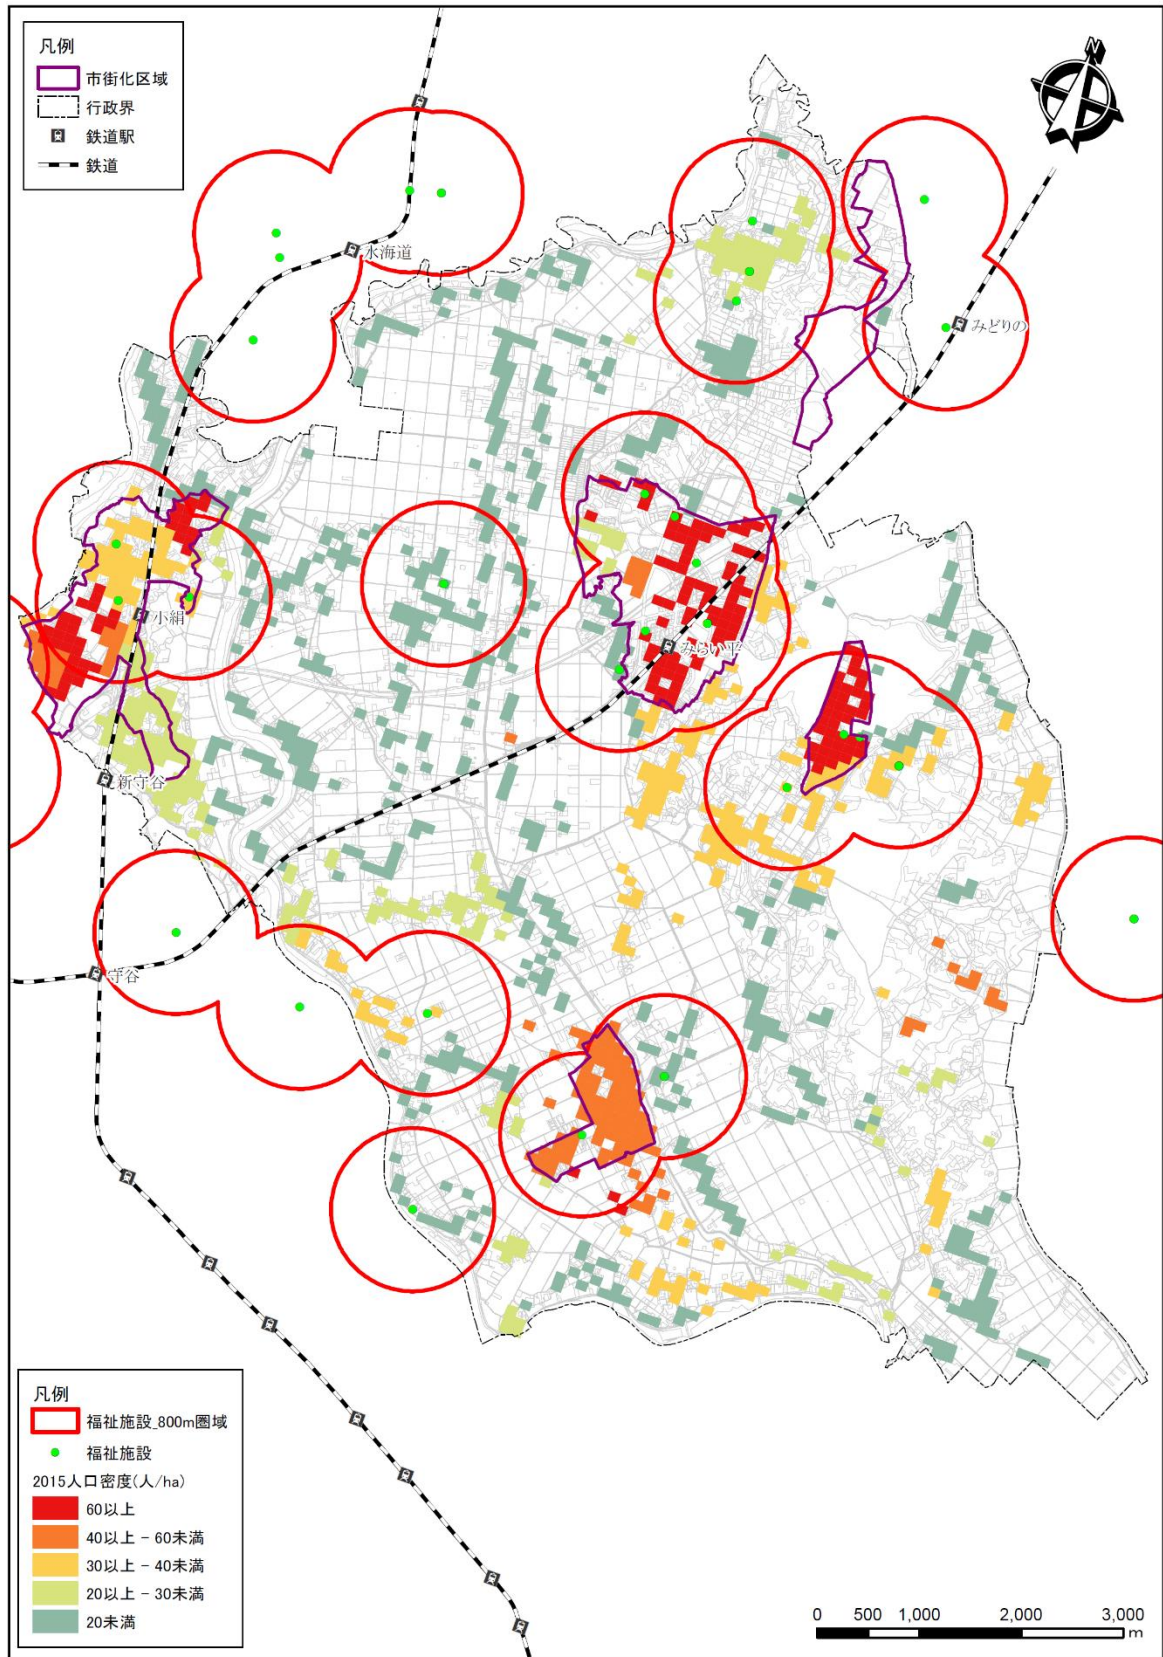 凡例
市街化区域
行政界
鉄道駅
鉄道
N
水海道
みどりの
小絹
みらい平
新守谷
守谷
凡例
福祉施設_800m圏域
福祉施設
2015人口密度(人/ha)
60以上
40以上 - 60未満
30以上 - 40未満
20以上 - 30未満
20未満
0 500 1,000 2,000 3,000
m